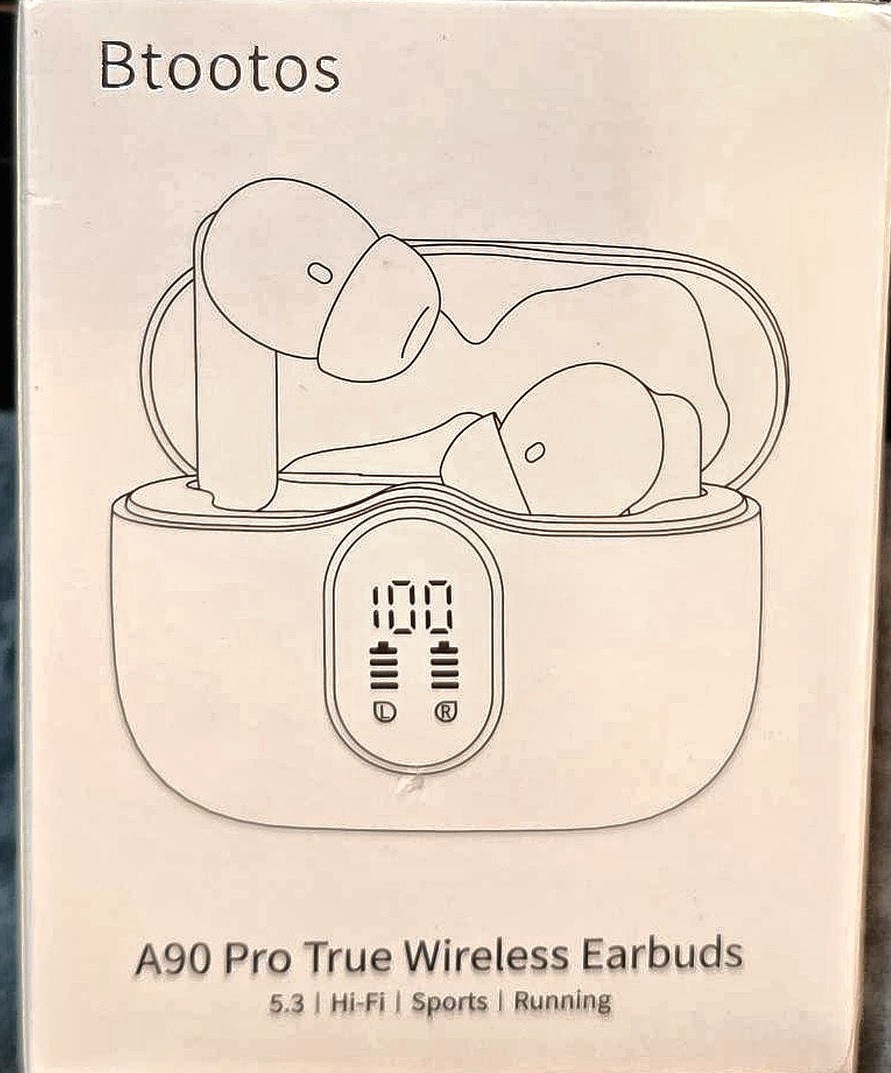 Btootos
100
L R
A90 Pro True Wireless Earbuds
5.3 | Hi-Fi | Sports | Running